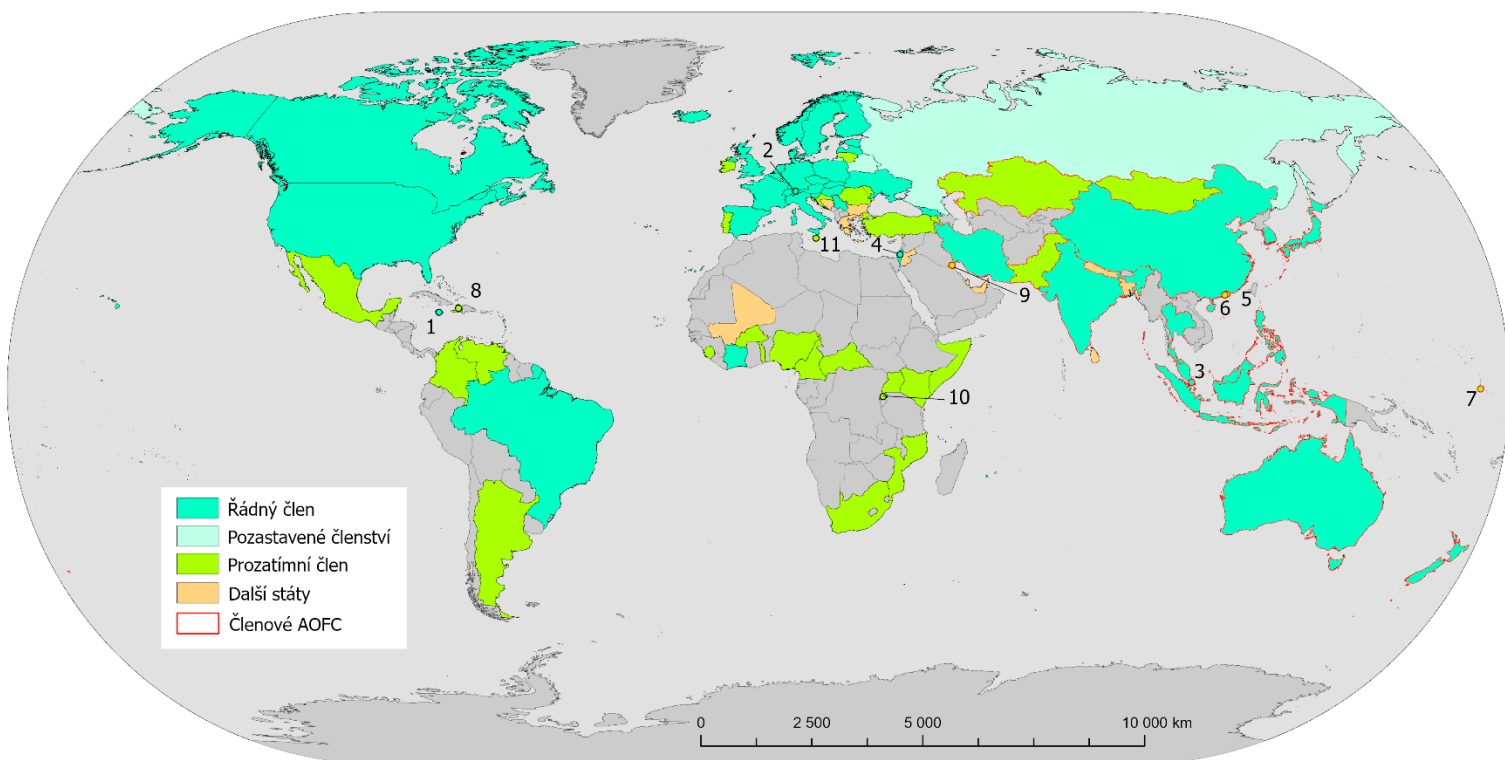 2
11
4
8
1
9
6
5
3
7
10
Řádný člen
Pozastavené členství
Prozatímní člen
Další státy
Členové AOFC
0 2 500 5 000 10 000 km